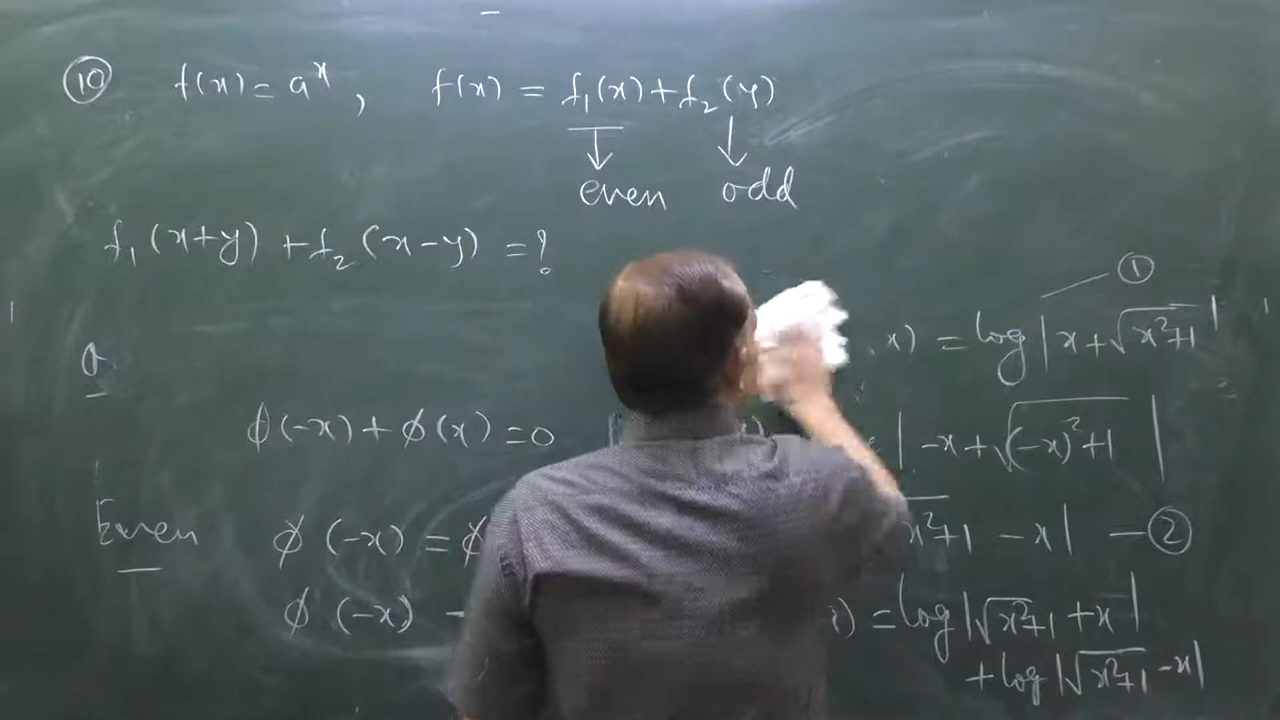 ⑩ f(x) = a^x , f(x) = f₁(x) + f₂(y)
even odd
f₁(x+y) + f₂(x−y) = ?
①
x) = log|x+√(x²+1)|
φ(-x) + φ(x) = 0
|-x+√((-x)²+1)|
Even φ(-x) = φ
x²+1 - x| - ②
φ(-x)
) = log|√(x²+1) + x|
+ log|√(x²+1) - x|